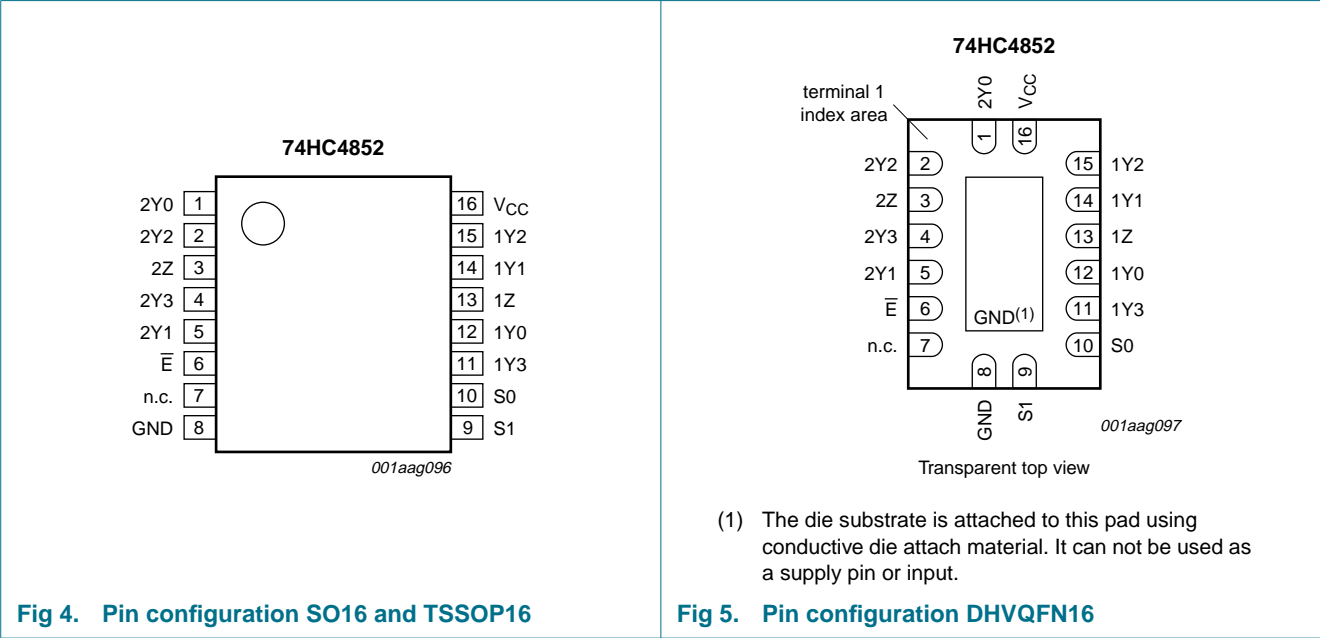 74HC4852
2Y0 1
2Y2 2
2Z 3
2Y3 4
2Y1 5
E̅ 6
n.c. 7
GND 8
16 VCC
15 1Y2
14 1Y1
13 1Z
12 1Y0
11 1Y3
10 S0
9 S1
001aag096
Fig 4. Pin configuration SO16 and TSSOP16
74HC4852
terminal 1
index area
2Y0
VCC
1
16
2Y2 2
2Z 3
2Y3 4
2Y1 5
E̅ 6
n.c. 7
15 1Y2
14 1Y1
13 1Z
12 1Y0
11 1Y3
10 S0
GND(1)
8
9
GND
S1
001aag097
Transparent top view
(1) The die substrate is attached to this pad using
conductive die attach material. It can not be used as
a supply pin or input.
Fig 5. Pin configuration DHVQFN16